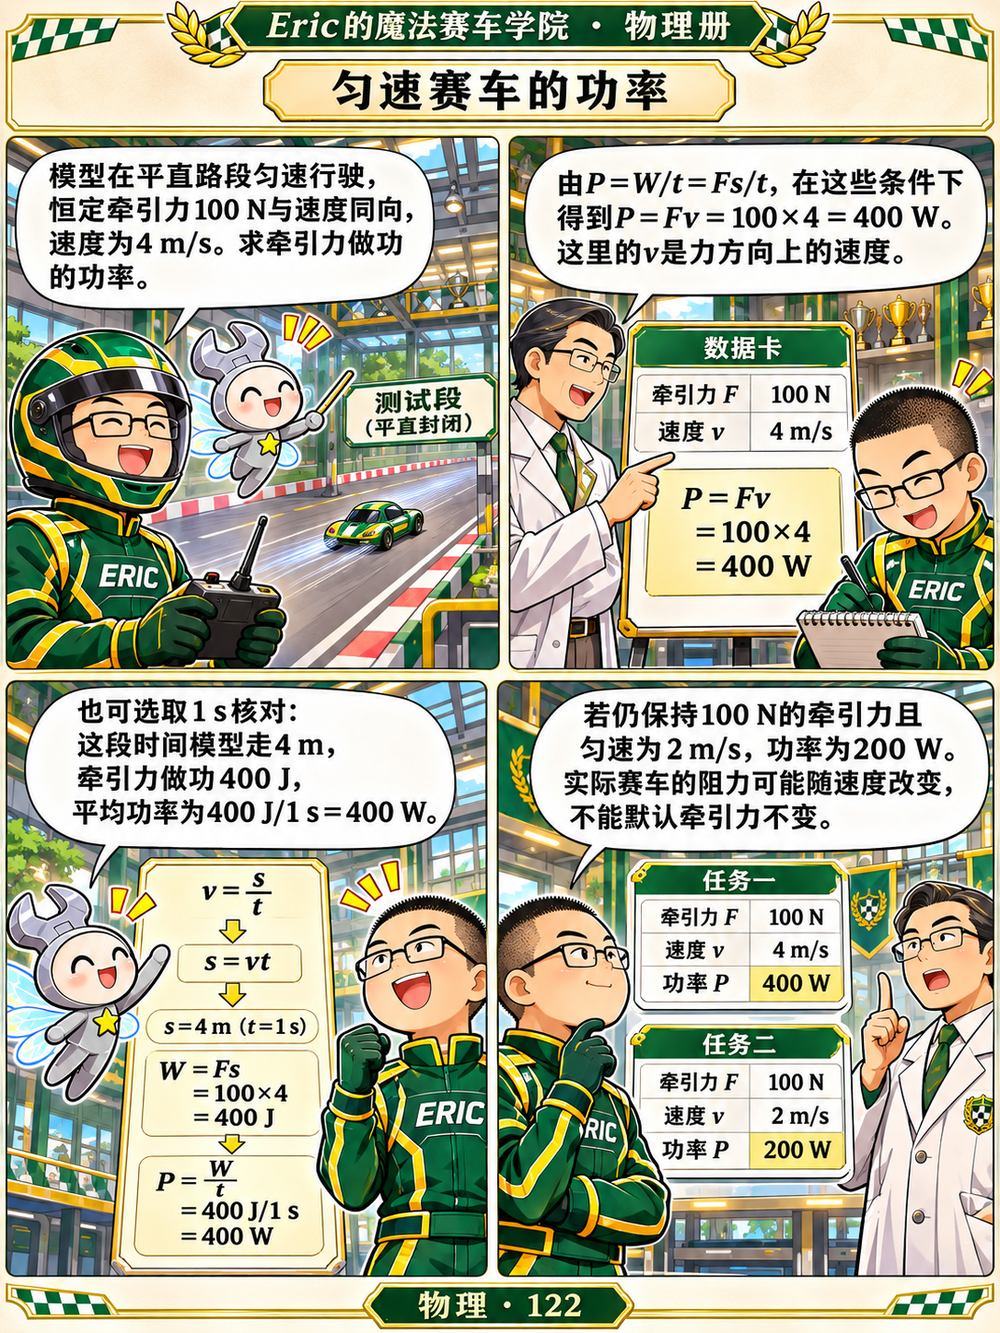 Eric的魔法赛车学院 · 物理册
匀速赛车的功率
模型在平直路段匀速行驶，
恒定牵引力100 N与速度同向，
速度为4 m/s。求牵引力做功
的功率。
测试段
（平直封闭）
ERIC
由P=W/t=Fs/t，在这些条件下
得到P=Fv=100×4=400 W。
这里的v是力方向上的速度。
数据卡
牵引力 F 100 N
速度 v 4 m/s
P = Fv
=100×4
=400 W
ERIC
也可选取1 s核对：
这段时间模型走4 m，
牵引力做功400 J，
平均功率为400 J/1 s=400 W。
v = s/t
s = vt
s=4 m (t=1 s)
W = Fs
=100×4
=400 J
P = W/t
=400 J/1 s
=400 W
ERIC
若仍保持100 N的牵引力且
匀速为2 m/s，功率为200 W。
实际赛车的阻力可能随速度改变，
不能默认牵引力不变。
任务一
牵引力 F 100 N
速度 v 4 m/s
功率 P 400 W
任务二
牵引力 F 100 N
速度 v 2 m/s
功率 P 200 W
RIC
物理 · 122